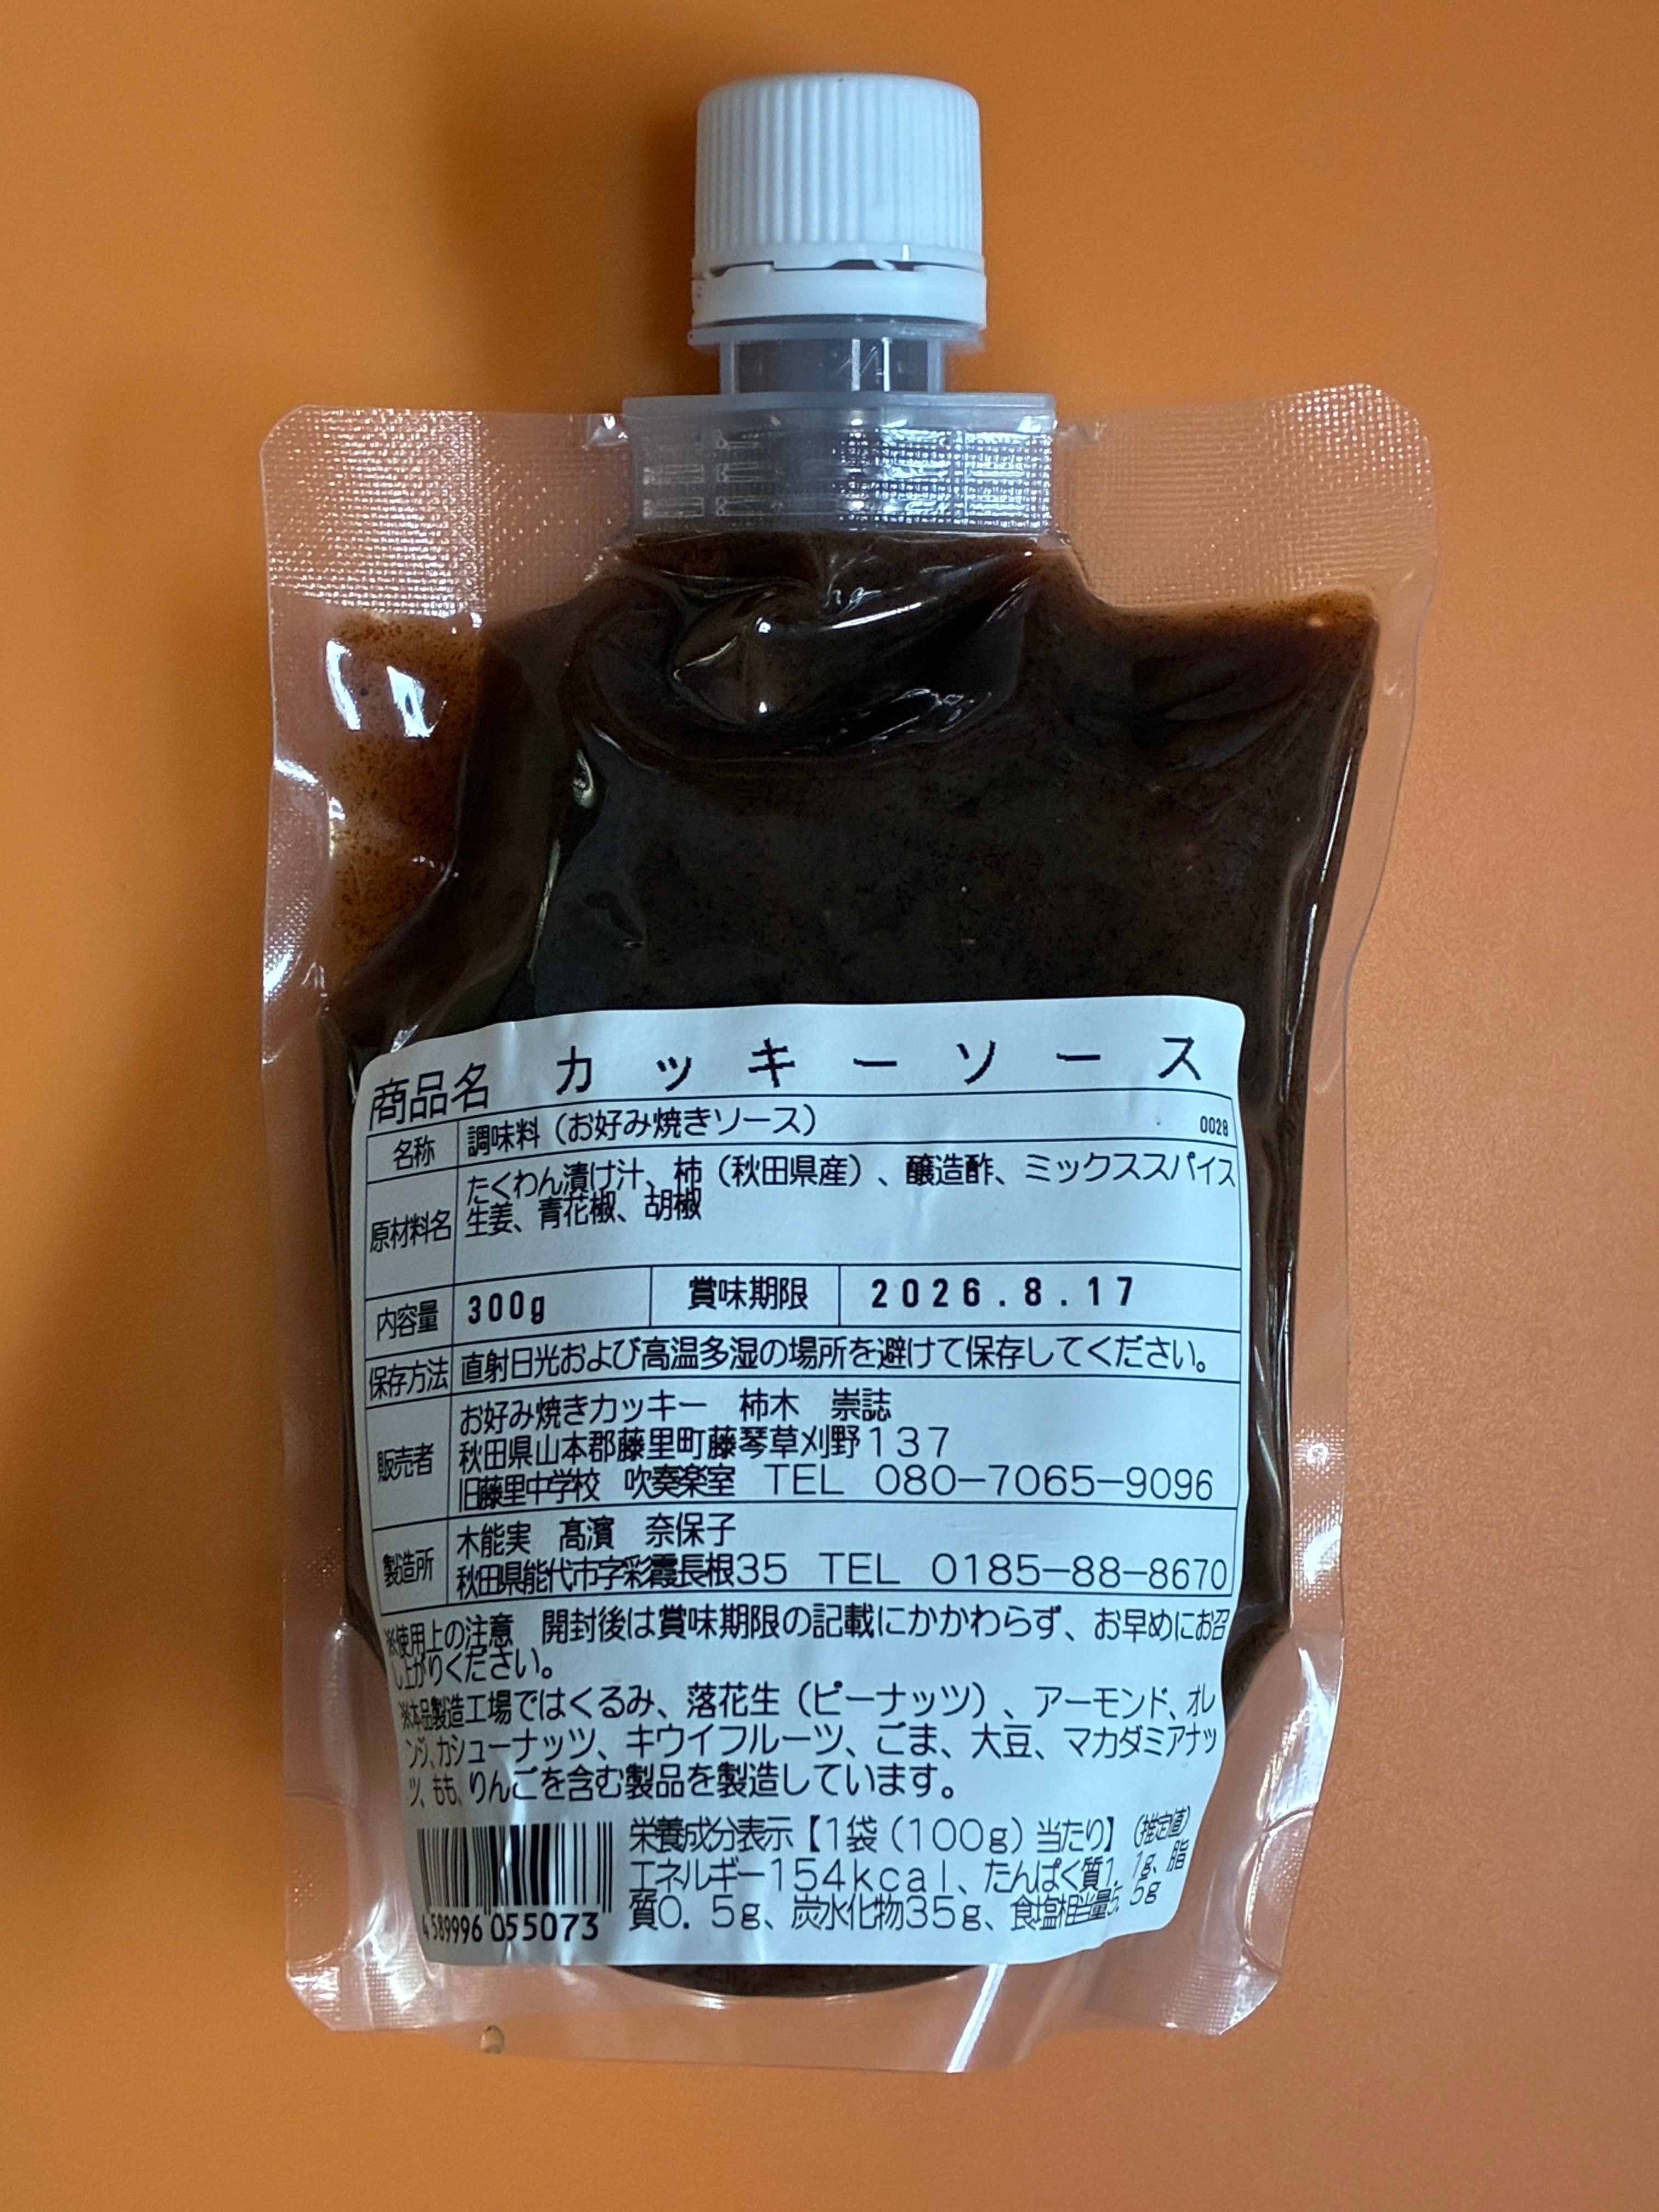 商品名 カッキーソース
名称 調味料（お好み焼きソース） 0028
原材料名 たくわん漬け汁、柿（秋田県産）、醸造酢、ミックススパイス
生姜、青花椒、胡椒
内容量 300g 賞味期限 2026.8.17
保存方法 直射日光および高温多湿の場所を避けて保存してください。
販売者 お好み焼きカッキー 柿木 崇誌
秋田県山本郡藤里町藤琴草刈野137
旧藤里中学校 吹奏楽室 TEL 080-7065-9096
製造所 木能実 髙濱 奈保子
秋田県能代市字彩霞長根35 TEL 0185-88-8670
※使用上の注意 開封後は賞味期限の記載にかかわらず、お早めにお召
し上がりください。
※本品製造工場ではくるみ、落花生（ピーナッツ）、アーモンド、オレ
ンジ、カシューナッツ、キウイフルーツ、ごま、大豆、マカダミアナッ
ツ、もも、りんごを含む製品を製造しています。
栄養成分表示【1袋（100g）当たり】（推定値）
エネルギー154kcal、たんぱく質1.1g、脂
質0.5g、炭水化物35g、食塩相当量5.5g
4589996055073